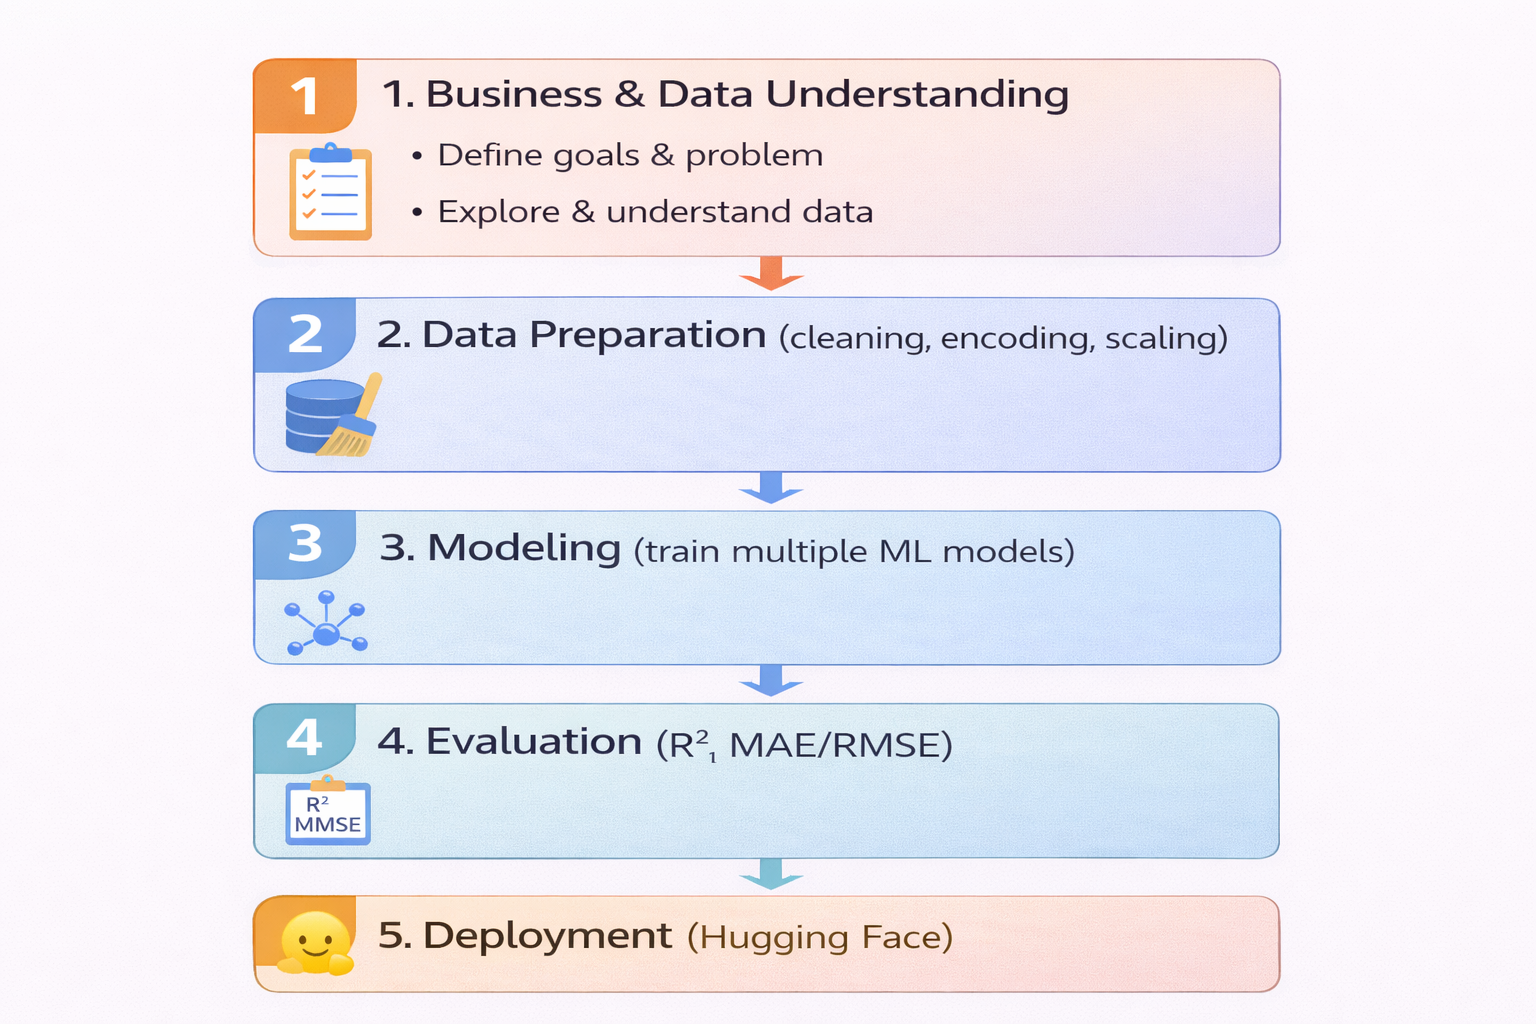 1
1. Business & Data Understanding
• Define goals & problem
• Explore & understand data
2
2. Data Preparation (cleaning, encoding, scaling)
3
3. Modeling (train multiple ML models)
4
4. Evaluation (R²₁ MAE/RMSE)
R²
MMSE
5. Deployment (Hugging Face)